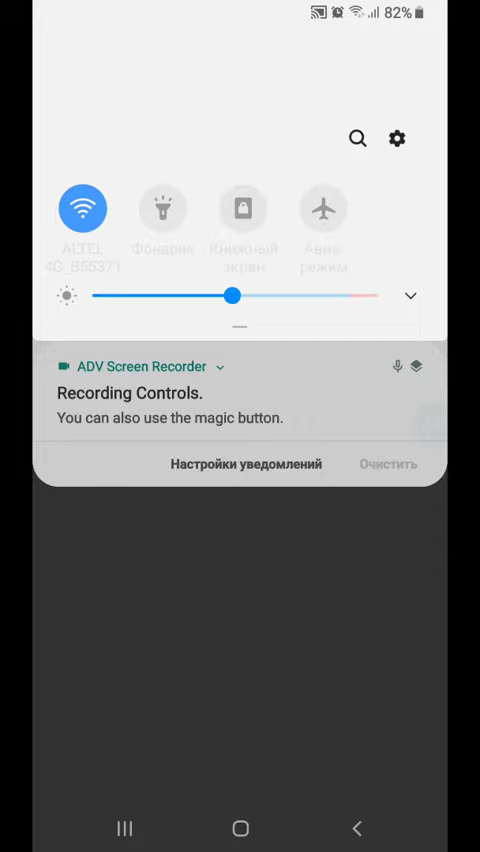 82%
ALTEL Фонарик Книжный Авиа-
4G_B55371 экран режим
ADV Screen Recorder
Recording Controls.
You can also use the magic button.
Настройки уведомлений Очистить